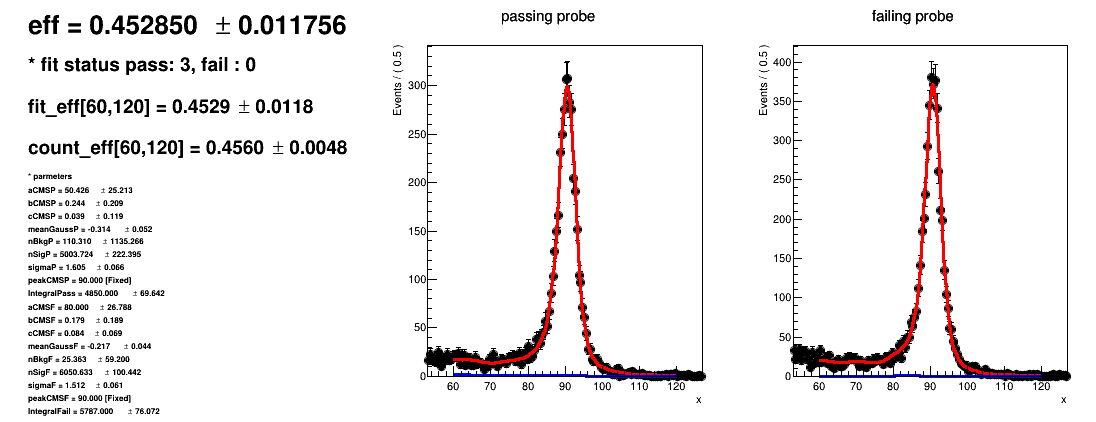 eff = 0.452850 ± 0.011756
* fit status pass: 3, fail : 0
fit_eff[60,120] = 0.4529 ± 0.0118
count_eff[60,120] = 0.4560 ± 0.0048
* parmeters
aCMSP = 50.426 ± 25.213
bCMSP = 0.244 ± 0.209
cCMSP = 0.039 ± 0.119
meanGaussP = -0.314 ± 0.052
nBkgP = 110.310 ± 1135.266
nSigP = 5003.724 ± 222.395
sigmaP = 1.605 ± 0.066
peakCMSP = 90.000 [Fixed]
IntegralPass = 4850.000 ± 69.642
aCMSF = 80.000 ± 26.788
bCMSF = 0.179 ± 0.189
cCMSF = 0.084 ± 0.069
meanGaussF = -0.217 ± 0.044
nBkgF = 25.363 ± 59.200
nSigF = 6050.633 ± 100.442
sigmaF = 1.512 ± 0.061
peakCMSF = 90.000 [Fixed]
IntegralFail = 5787.000 ± 76.072
passing probe
Events / ( 0.5 )
300
250
200
150
100
50
0
60 70 80 90 100 110 120
x
failing probe
Events / ( 0.5 )
400
350
300
250
200
150
100
50
0
60 70 80 90 100 110 120
x